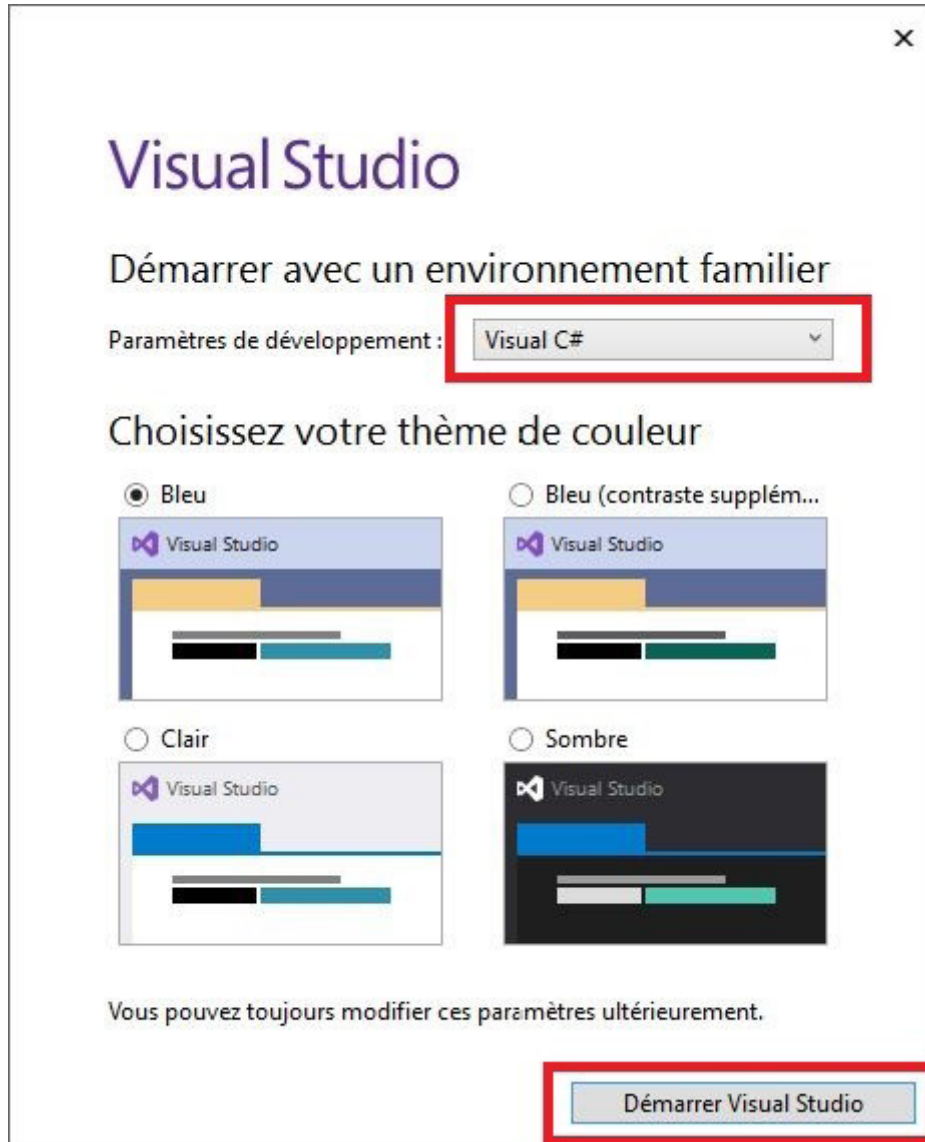 Visual Studio
Démarrer avec un environnement familier
Paramètres de développement :
Visual C#
Choisissez votre thème de couleur
Bleu
Bleu (contraste supplém...
Visual Studio
Visual Studio
Clair
Sombre
Visual Studio
Visual Studio
Vous pouvez toujours modifier ces paramètres ultérieurement.
Démarrer Visual Studio